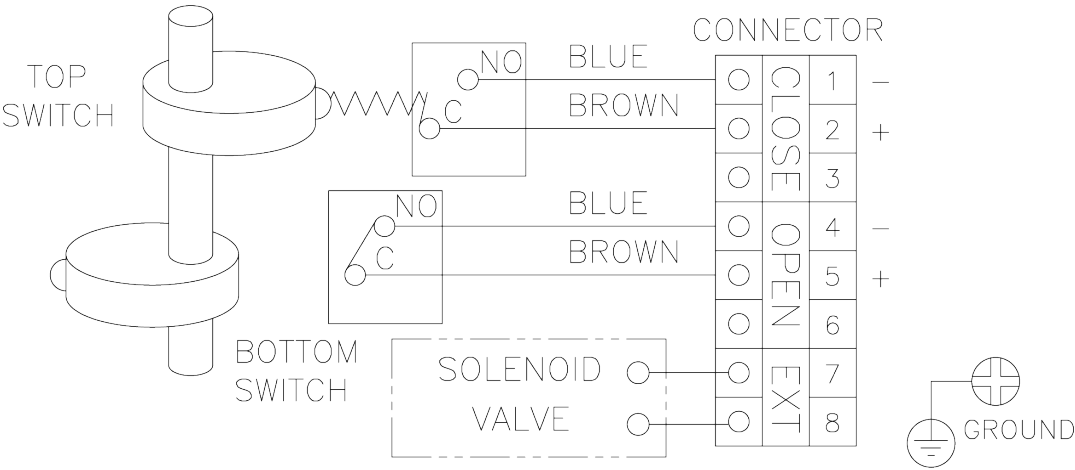 CONNECTOR
TOP
SWITCH
NO
C
BLUE
BROWN
NO
C
BLUE
BROWN
BOTTOM
SWITCH
SOLENOID
VALVE
CLOSE
OPEN
EXT
1 −
2 +
3
4 −
5 +
6
7
8
GROUND